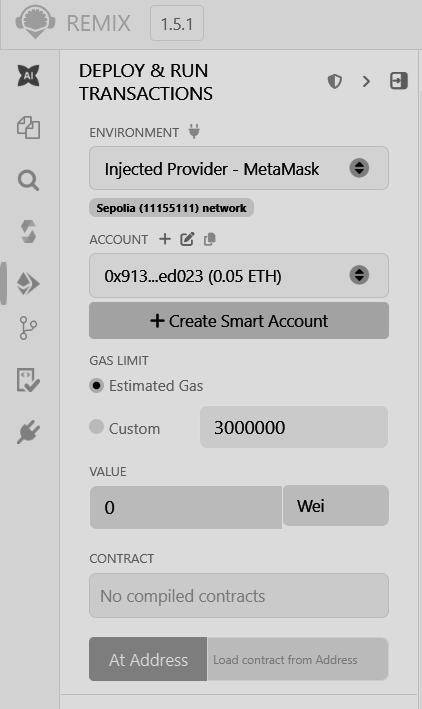 REMIX 1.5.1
AI
DEPLOY & RUN
TRANSACTIONS
ENVIRONMENT
Injected Provider - MetaMask
Sepolia (11155111) network
ACCOUNT
0x913...ed023 (0.05 ETH)
+ Create Smart Account
GAS LIMIT
Estimated Gas
Custom 3000000
VALUE
0 Wei
CONTRACT
No compiled contracts
At Address Load contract from Address